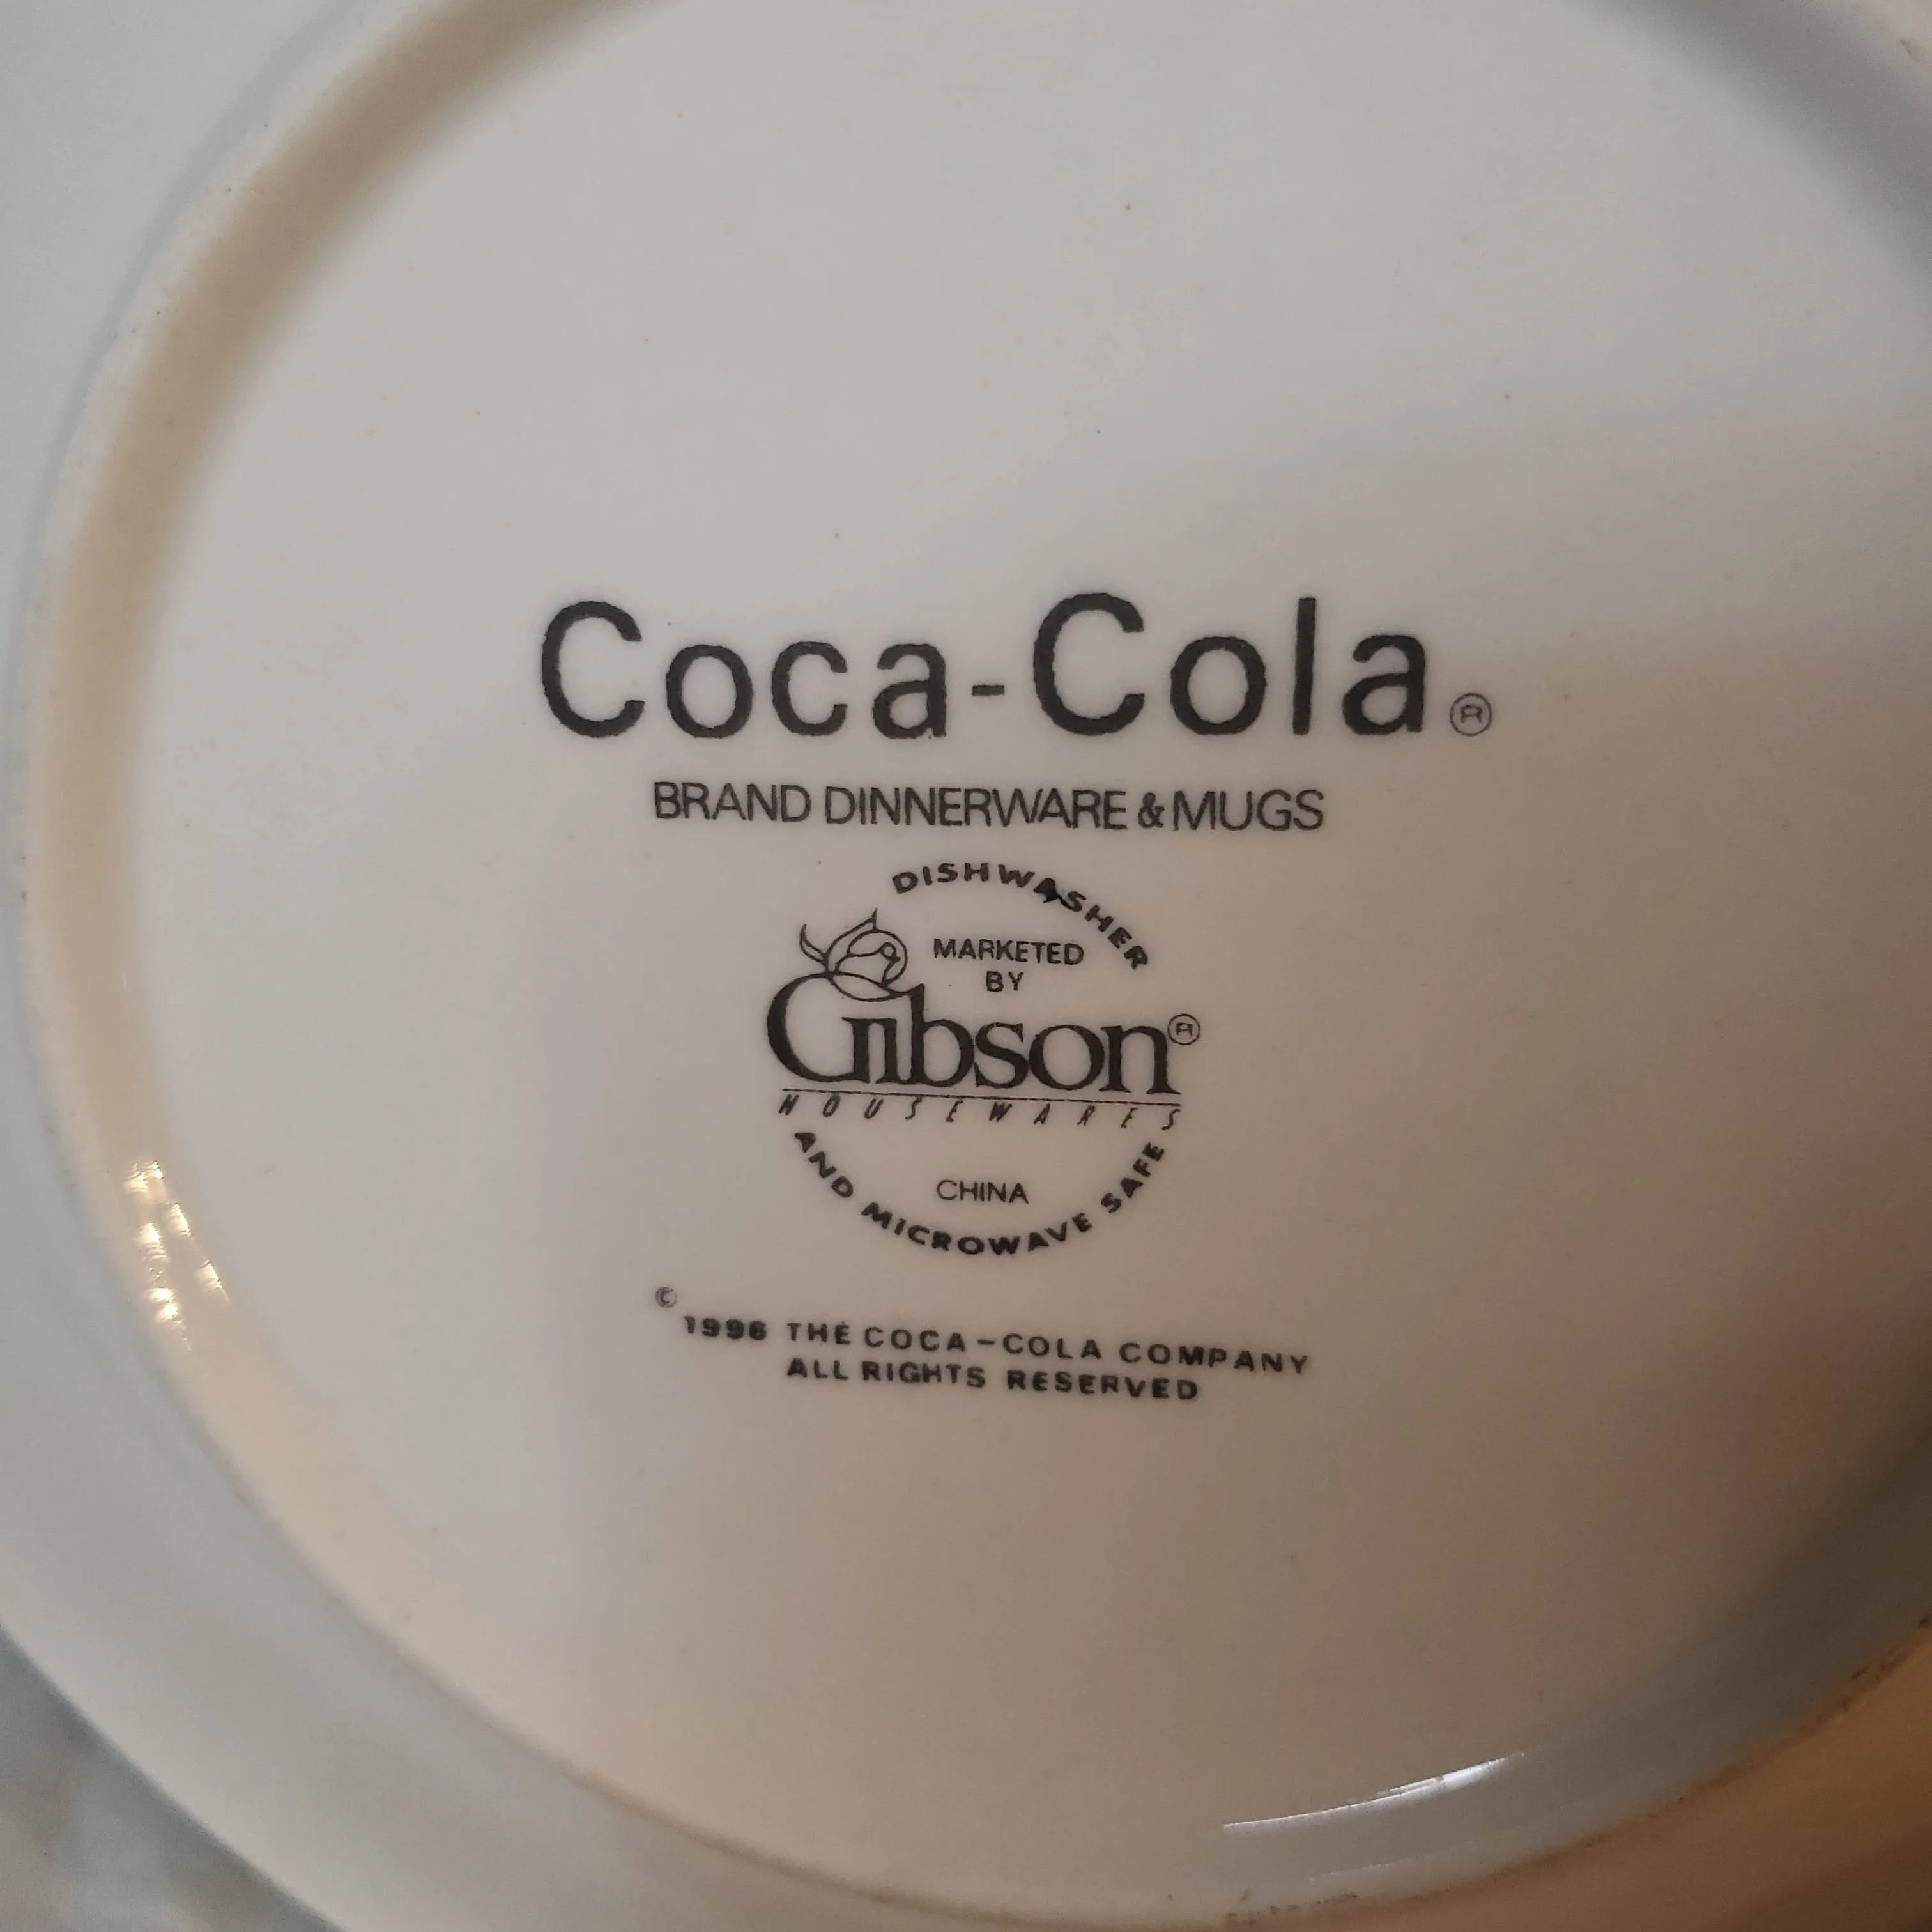 Coca-Cola®
BRAND DINNERWARE & MUGS
DISHWASHER
MARKETED
BY
Gibson®
HOUSEWARES
CHINA
AND MICROWAVE SAFE
©
1996 THE COCA-COLA COMPANY
ALL RIGHTS RESERVED